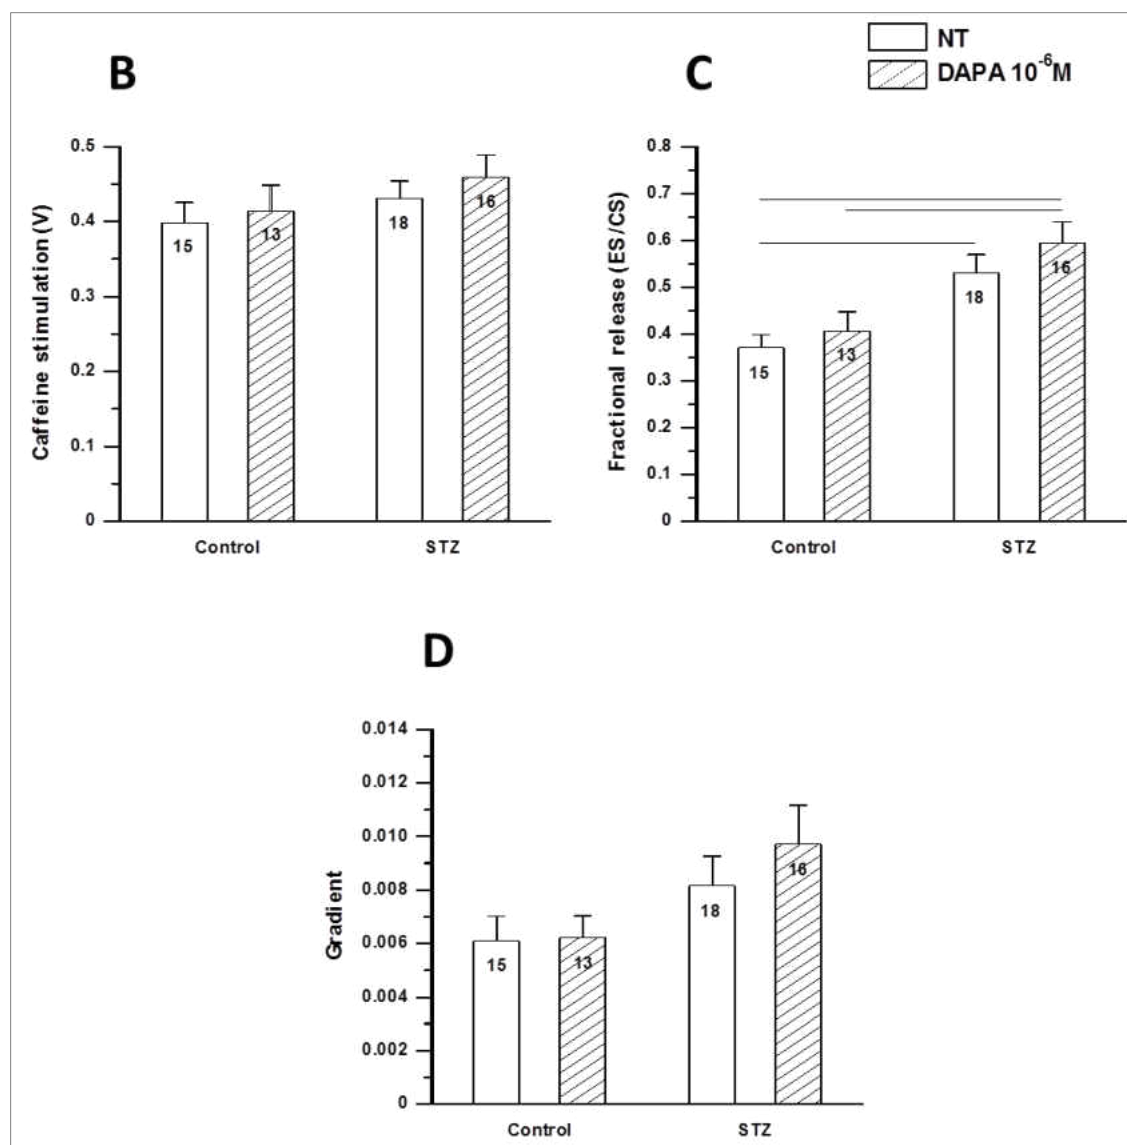 NT
DAPA 10⁻⁶M
B
C
Caffeine stimulation (V)
0.5
0.4
0.3
0.2
0.1
0
15
13
18
16
Control
STZ
Fractional release (ES/CS)
0.8
0.7
0.6
0.5
0.4
0.3
0.2
0.1
0
15
13
18
16
Control
STZ
D
Gradient
0.014
0.012
0.010
0.008
0.006
0.004
0.002
0
15
13
18
16
Control
STZ